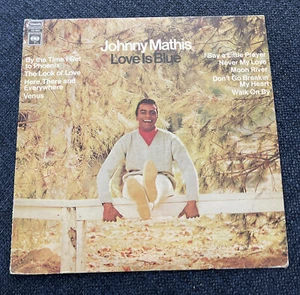 Johnny Mathis
Love Is Blue
By the Time I Get
to Phoenix
The Look of Love
Here, There and
Everywhere
Venus
I Say a Little Prayer
Never My Love
Moon River
Don't Go Breakin'
My Heart
Walk On By